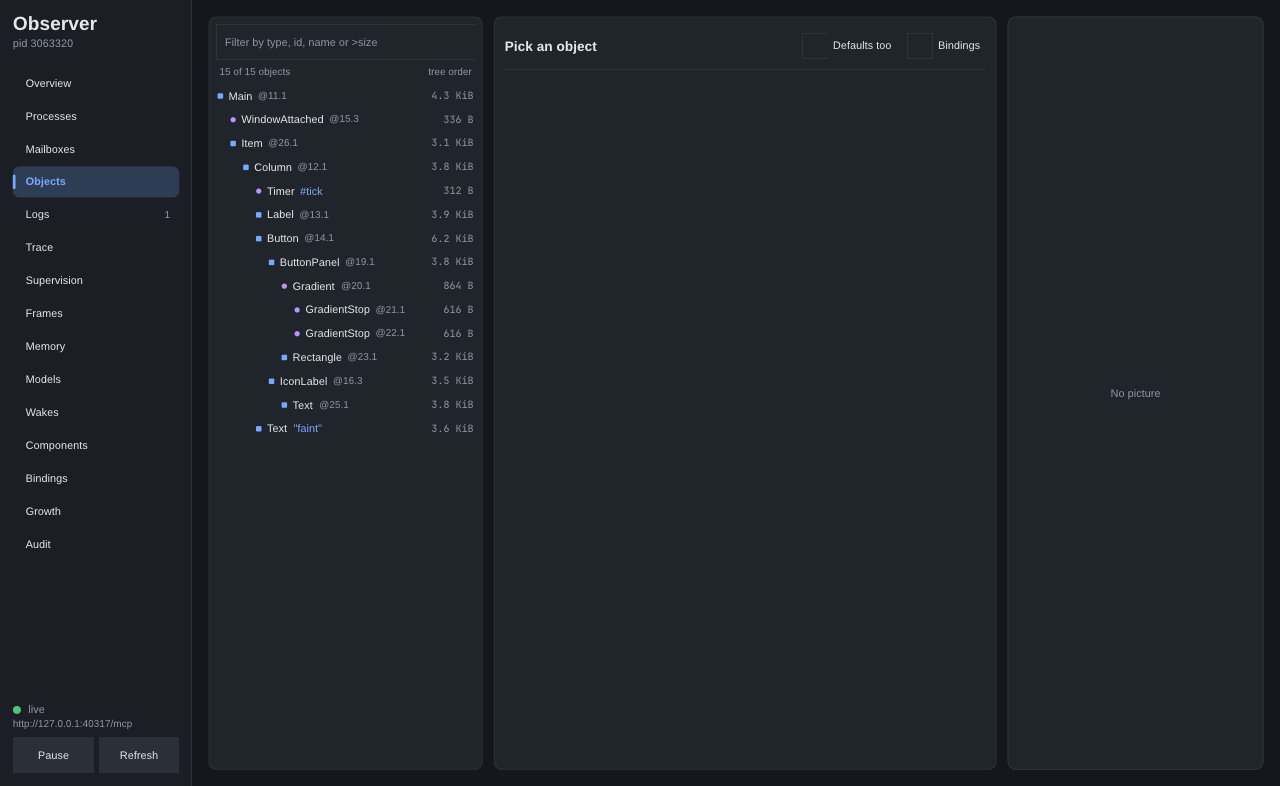 Observer
pid 3063320
Overview
Processes
Mailboxes
Objects
Logs 1
Trace
Supervision
Frames
Memory
Models
Wakes
Components
Bindings
Growth
Audit
live
http://127.0.0.1:40317/mcp
Pause Refresh
Filter by type, id, name or >size
15 of 15 objects tree order
Main @11.1 4.3 KiB
WindowAttached @15.3 336 B
Item @26.1 3.1 KiB
Column @12.1 3.8 KiB
Timer #tick 312 B
Label @13.1 3.9 KiB
Button @14.1 6.2 KiB
ButtonPanel @19.1 3.8 KiB
Gradient @20.1 864 B
GradientStop @21.1 616 B
GradientStop @22.1 616 B
Rectangle @23.1 3.2 KiB
IconLabel @16.3 3.5 KiB
Text @25.1 3.8 KiB
Text "faint" 3.6 KiB
Pick an object Defaults too Bindings
No picture